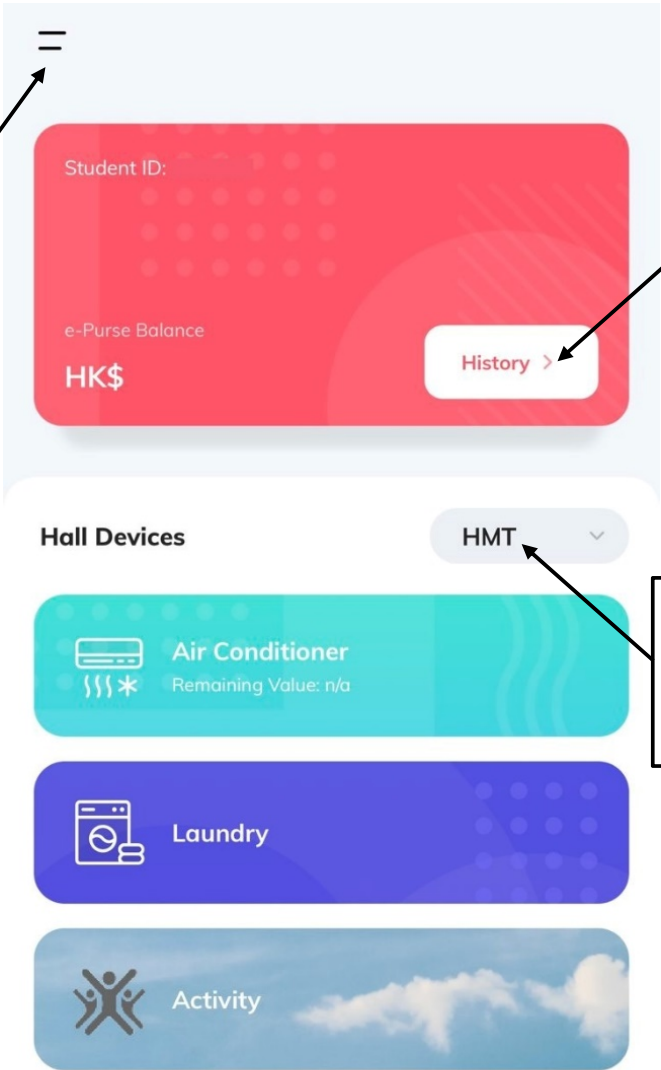 Student ID:
e-Purse Balance
HK$
History >
Hall Devices
HMT
Air Conditioner
Remaining Value: n/a
Laundry
Activity